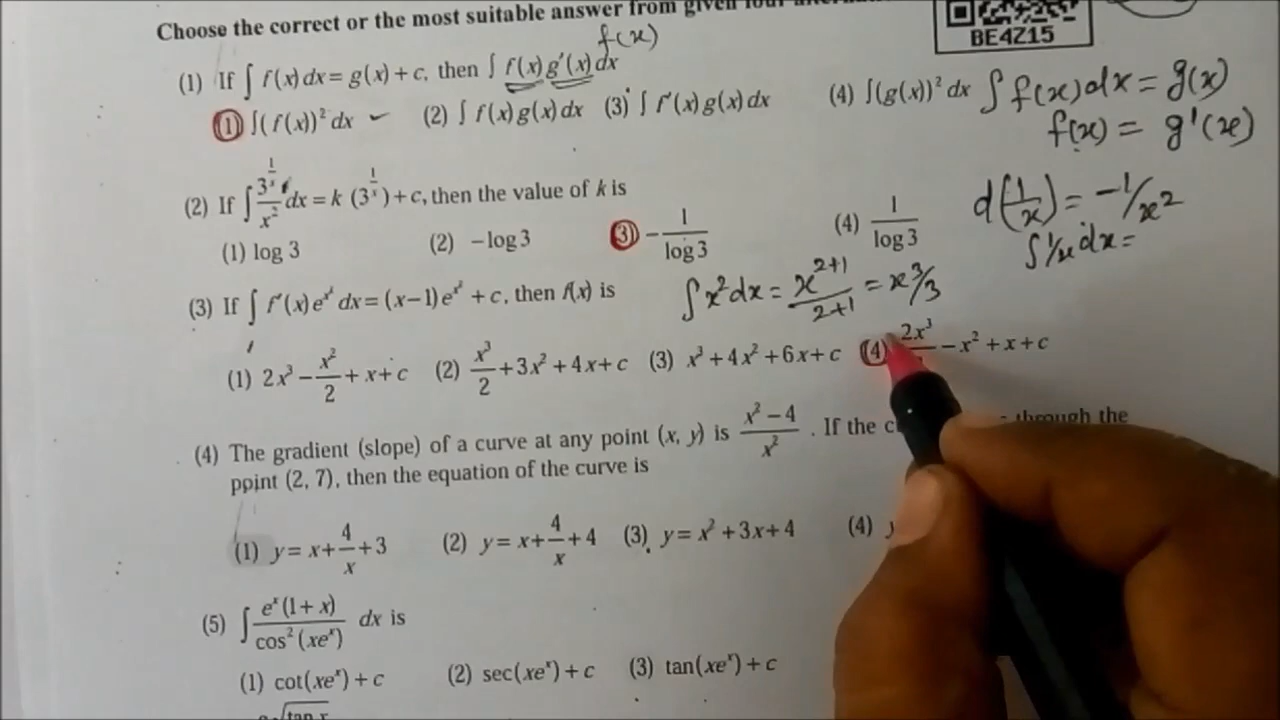 Choose the correct or the most suitable answer from given four
BE4Z15
f(x)
(1) If ∫ f(x)dx = g(x)+c, then ∫ f(x)g'(x)dx
(1) ∫(f(x))² dx (2) ∫ f(x)g(x)dx (3) ∫ f'(x)g(x)dx (4) ∫(g(x))² dx
∫ f(x)dx = g(x)
f(x) = g'(x)
(2) If ∫ 3^(1/x)/x² dx = k (3^(1/x)) + c, then the value of k is
(1) log 3 (2) −log 3 (3) −1/log 3 (4) 1/log 3
d(1/x) = −1/x²
∫1/x dx =
(3) If ∫ f'(x)e^(x²) dx = (x−1)e^(x²) + c, then f(x) is
∫x²dx = x^(2+1)/(2+1) = x³/3
(1) 2x³ − x²/2 + x + c (2) x³/2 + 3x² + 4x + c (3) x³ + 4x² + 6x + c (4) 2x³ − x² + x + c
(4) The gradient (slope) of a curve at any point (x, y) is (x² − 4)/x². If the through the
point (2, 7), then the equation of the curve is
(1) y = x + 4/x + 3 (2) y = x + 4/x + 4 (3) y = x² + 3x + 4 (4)
(5) ∫ e^x(1+x)/cos²(xe^x) dx is
(1) cot(xe^x) + c (2) sec(xe^x) + c (3) tan(xe^x) + c
√tan x